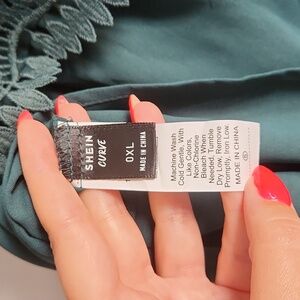 SHEIN
CURVE
0XL
MADE IN CHINA
Machine Wash
Cold Gentle, With
Like Colors,
Non-Chlorine
Bleach When
Needed, Tumble
Dry Low, Remove
Promptly, Iron Low
MADE IN CHINA